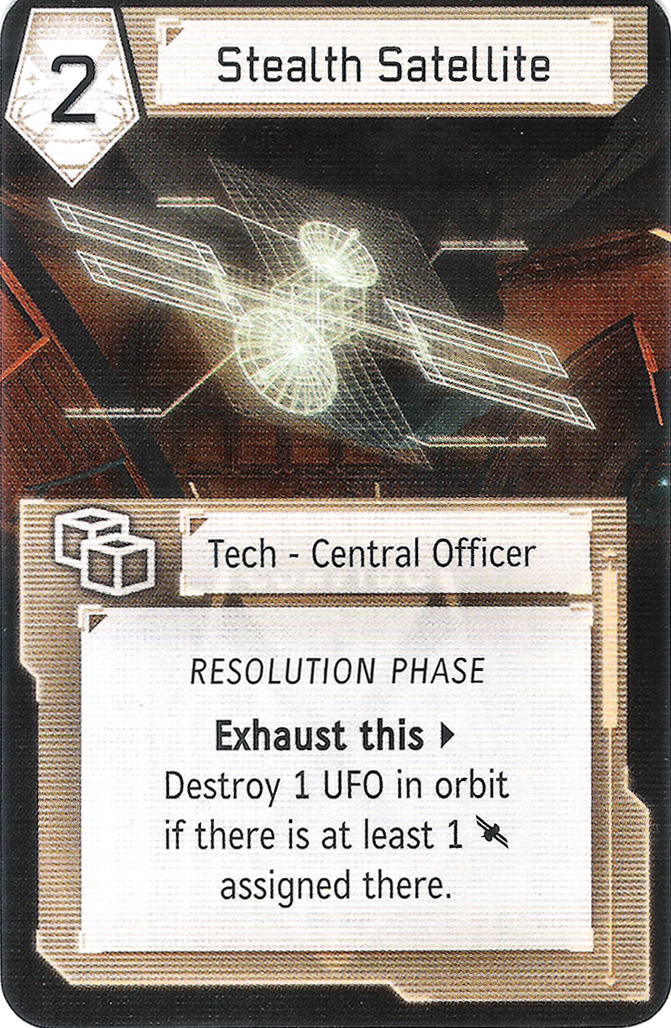 2
Stealth Satellite
Tech - Central Officer
RESOLUTION PHASE
Exhaust this ▶
Destroy 1 UFO in orbit
if there is at least 1
assigned there.